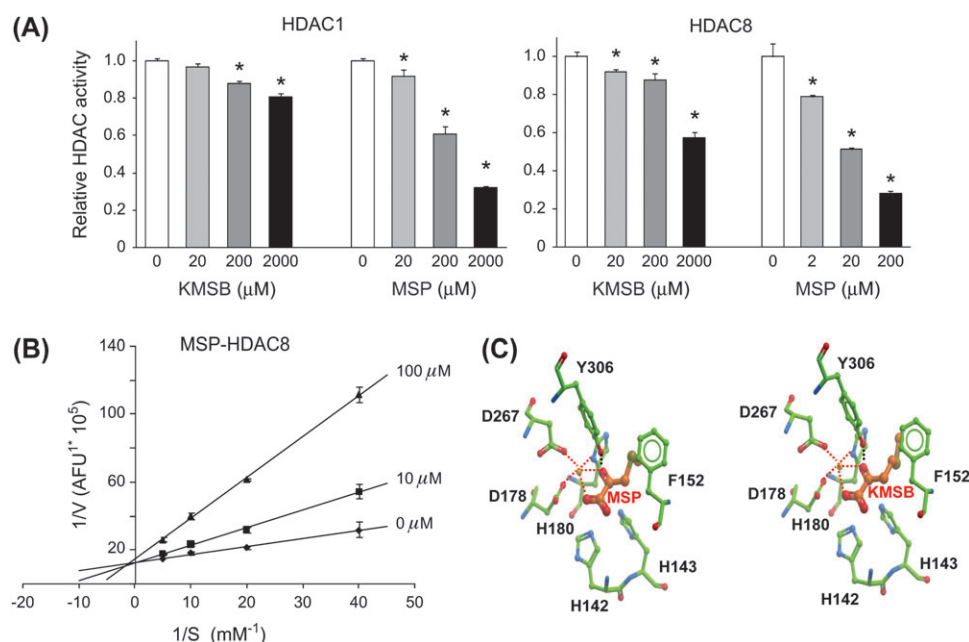 (A)
HDAC1
HDAC8
Relative HDAC activity
1.0
0.8
0.6
0.4
0.2
0
* *
* * *
1.0
0.8
0.6
0.4
0.2
0
* * *
* * *
0 20 200 2000
0 20 200 2000
0 20 200 2000
0 2 20 200
KMSB (μM)
MSP (μM)
KMSB (μM)
MSP (μM)
(B)
MSP-HDAC8
1/V (AFU¹* 10⁵)
140
100
60
20
100 μM
10 μM
0 μM
-20 -10 0 10 20 30 40 50
1/S (mM⁻¹)
(C)
Y306
D267
MSP
F152
D178
H180
H143
H142
Y306
D267
KMSB
F152
D178
H180
H143
H142